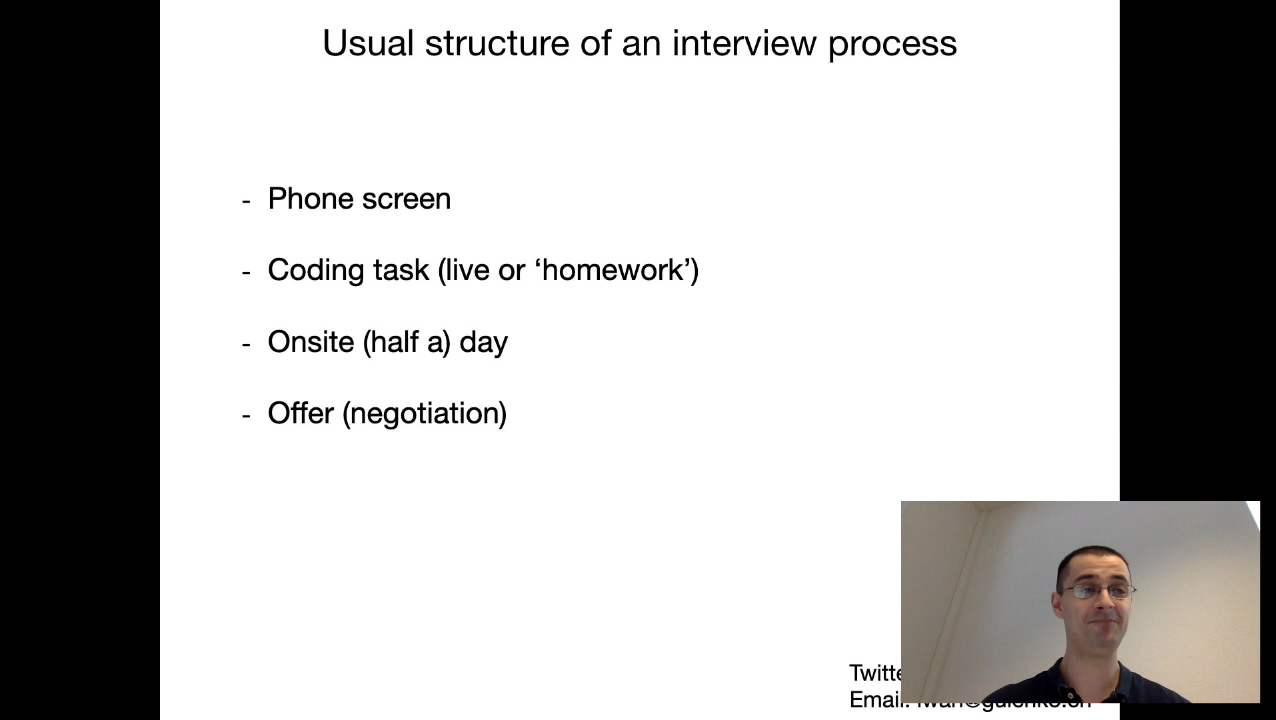 Usual structure of an interview process
- Phone screen
- Coding task (live or ‘homework’)
- Onsite (half a) day
- Offer (negotiation)
Email: